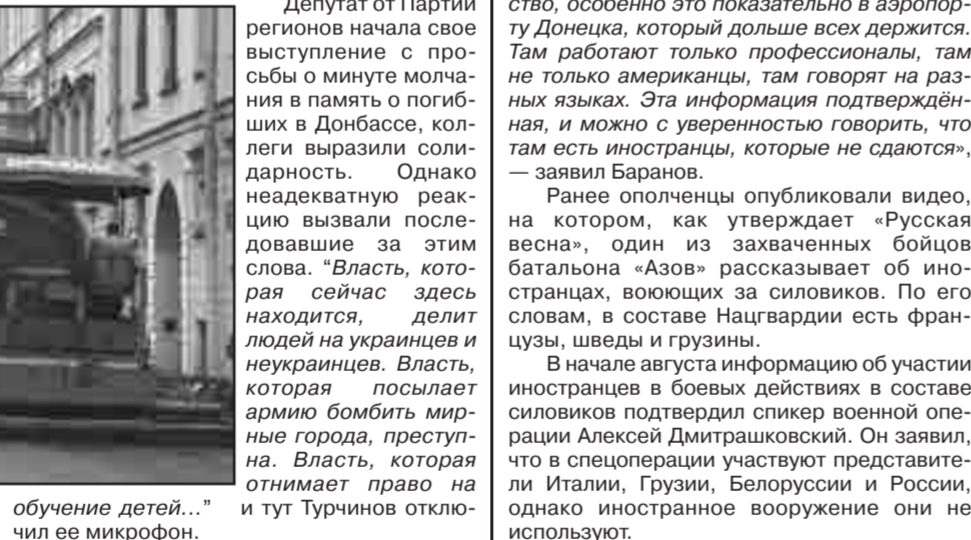 Депутат от Партии
регионов начала свое
выступление с про-
сьбы о минуте молча-
ния в память о погиб-
ших в Донбассе, кол-
леги выразили соли-
дарность. Однако
неадекватную реак-
цию вызвали после-
довавшие за этим
слова. “Власть, кото-
рая сейчас здесь
находится, делит
людей на украинцев и
неукраинцев. Власть,
которая посылает
армию бомбить мир-
ные города, преступ-
на. Власть, которая
отнимает право на
обучение детей…” и тут Турчинов отклю-
чил ее микрофон.
ство, особенно это показательно в аэропор-
ту Донецка, который дольше всех держится.
Там работают только профессионалы, там
не только американцы, там говорят на раз-
ных языках. Эта информация подтверждён-
ная, и можно с уверенностью говорить, что
там есть иностранцы, которые не сдаются»,
— заявил Баранов.
Ранее ополченцы опубликовали видео,
на котором, как утверждает «Русская
весна», один из захваченных бойцов
батальона «Азов» рассказывает об ино-
странцах, воюющих за силовиков. По его
словам, в составе Нацгвардии есть фран-
цузы, шведы и грузины.
В начале августа информацию об участии
иностранцев в боевых действиях в составе
силовиков подтвердил спикер военной опе-
рации Алексей Дмитрашковский. Он заявил,
что в спецоперации участвуют представите-
ли Италии, Грузии, Белоруссии и России,
однако иностранное вооружение они не
используют.